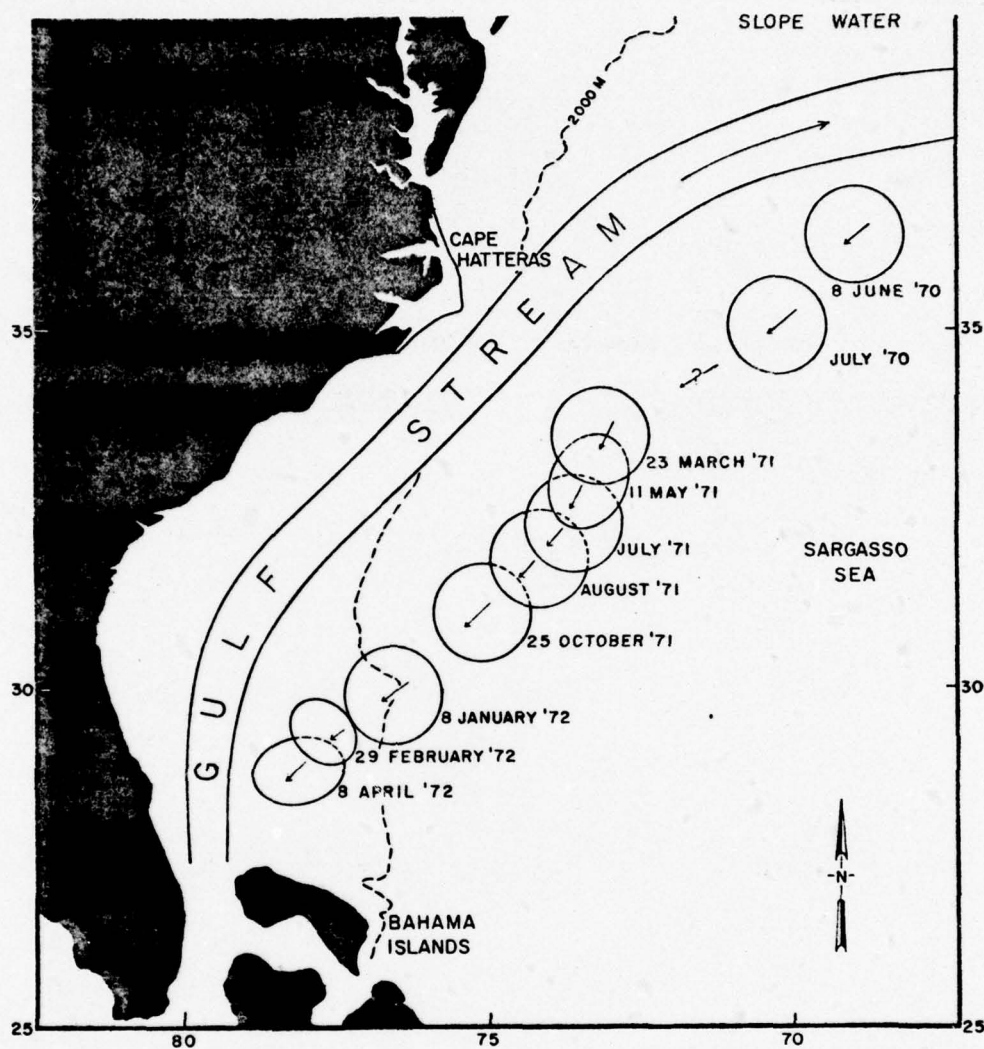 SLOPE WATER
2000 M
CAPE
HATTERAS
GULF STREAM
8 JUNE '70
35
35
JULY '70
?
23 MARCH '71
11 MAY '71
JULY '71
SARGASSO
SEA
AUGUST '71
25 OCTOBER '71
30
30
8 JANUARY '72
29 FEBRUARY '72
8 APRIL '72
-N-
BAHAMA
ISLANDS
25
25
80
75
70